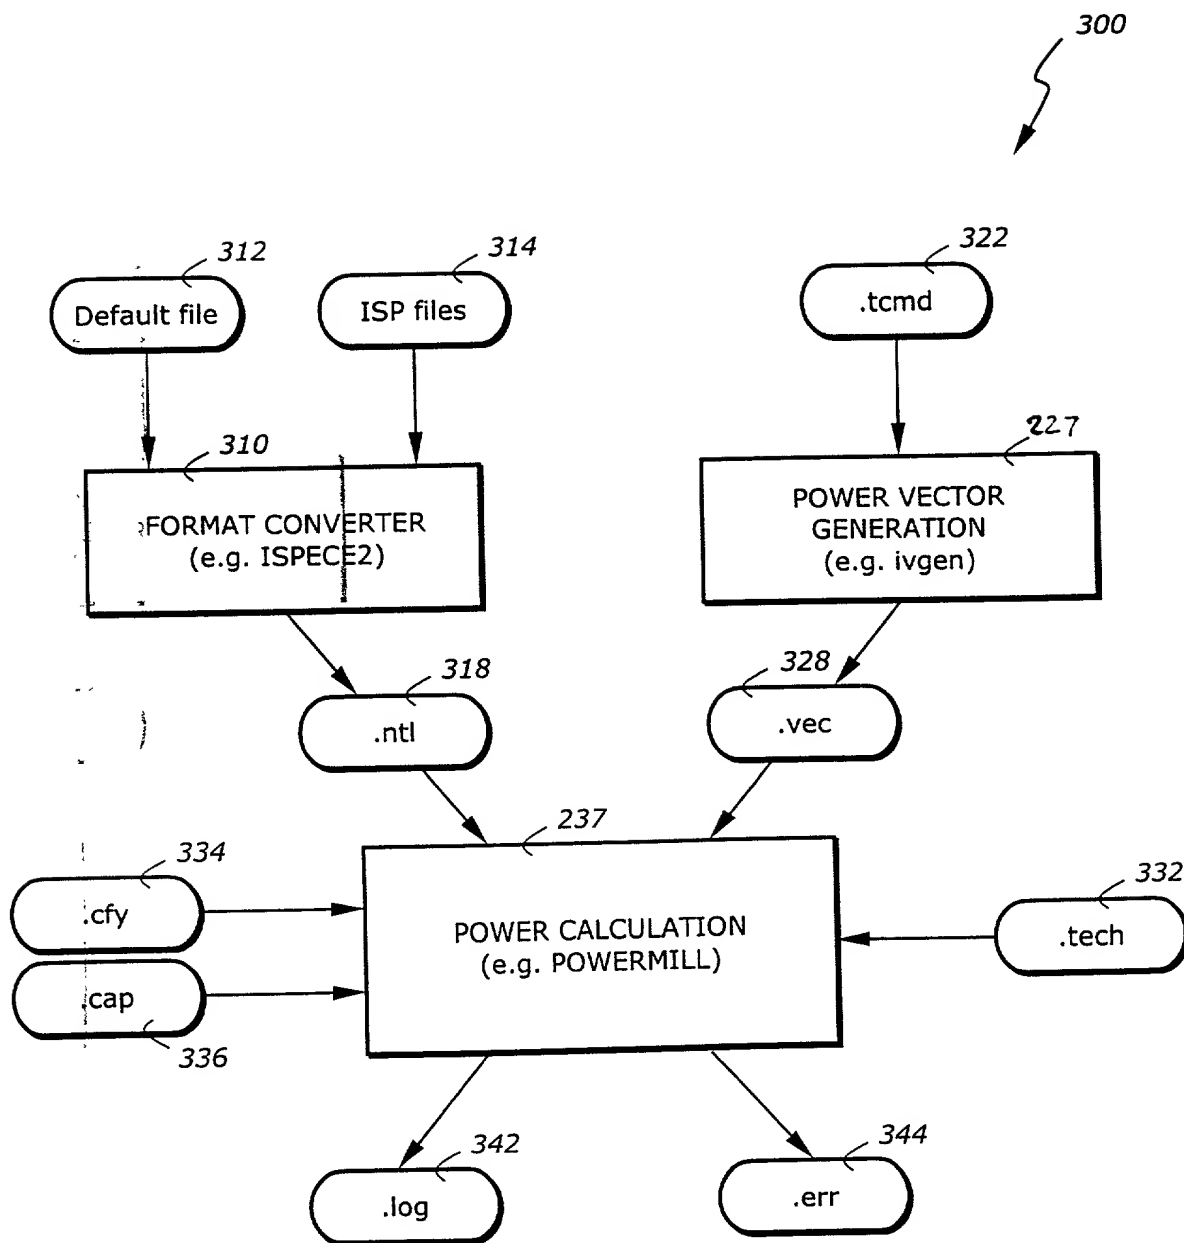 300
312
314
322
Default file
ISP files
.tcmd
310
227
FORMAT CONVERTER
(e.g. ISPECE2)
POWER VECTOR
GENERATION
(e.g. ivgen)
318
328
.ntl
.vec
237
334
332
.cfy
POWER CALCULATION
(e.g. POWERMILL)
.tech
.cap
336
342
344
.log
.err